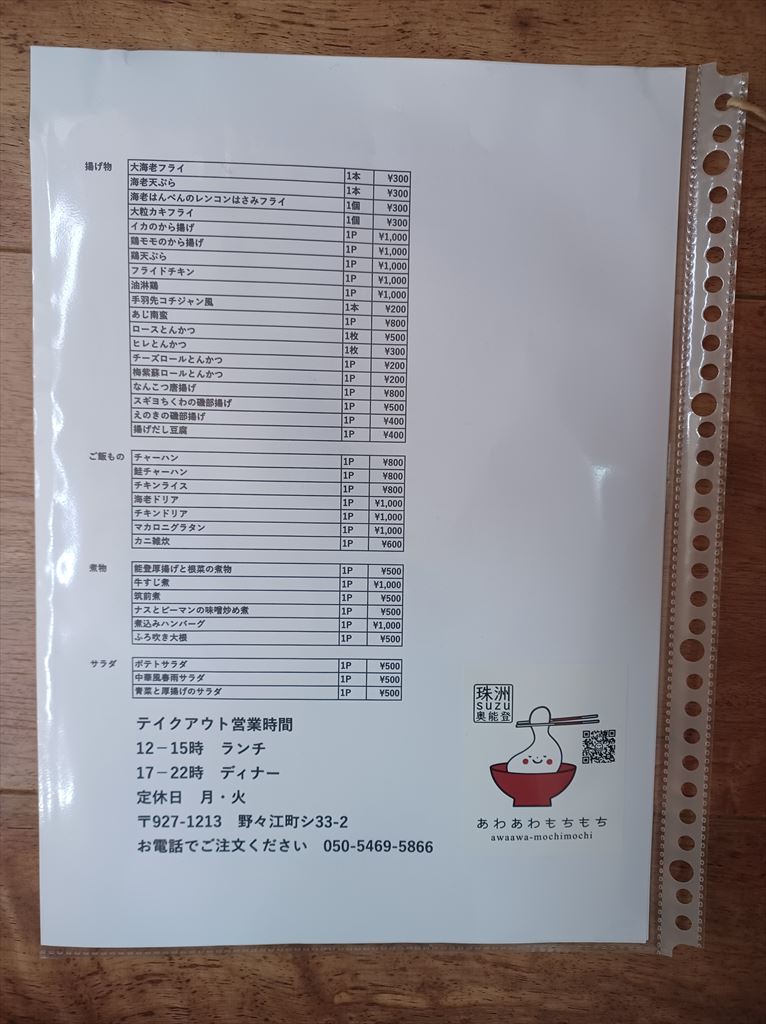 揚げ物 大海老フライ 1本 ¥300
海老天ぷら 1本 ¥300
海老はんぺんのレンコンはさみフライ 1個 ¥300
大粒カキフライ 1個 ¥300
イカのから揚げ 1P ¥1,000
鶏モモのから揚げ 1P ¥1,000
鶏天ぷら 1P ¥1,000
フライドチキン 1P ¥1,000
油淋鶏 1P ¥1,000
手羽先コチジャン風 1本 ¥200
あじ南蛮 1P ¥800
ロースとんかつ 1枚 ¥500
ヒレとんかつ 1枚 ¥300
チーズロールとんかつ 1P ¥200
梅紫蘇ロールとんかつ 1P ¥200
なんこつ唐揚げ 1P ¥800
スギヨちくわの磯部揚げ 1P ¥500
えのきの磯部揚げ 1P ¥400
揚げだし豆腐 1P ¥400
ご飯もの チャーハン 1P ¥800
鮭チャーハン 1P ¥800
チキンライス 1P ¥800
海老ドリア 1P ¥1,000
チキンドリア 1P ¥1,000
マカロニグラタン 1P ¥1,000
カニ雑炊 1P ¥600
煮物 能登厚揚げと根菜の煮物 1P ¥500
牛すじ煮 1P ¥1,000
筑前煮 1P ¥500
ナスとピーマンの味噌炒め煮 1P ¥500
煮込みハンバーグ 1P ¥1,000
ふろ吹き大根 1P ¥500
サラダ ポテトサラダ 1P ¥500
中華風春雨サラダ 1P ¥500
青菜と厚揚げのサラダ 1P ¥500
テイクアウト営業時間
12－15時 ランチ
17－22時 ディナー
定休日 月・火
〒927-1213 野々江町シ33-2
お電話でご注文ください 050-5469-5866
珠洲
suzu
奥能登
あわあわもちもち
awaawa-mochimochi